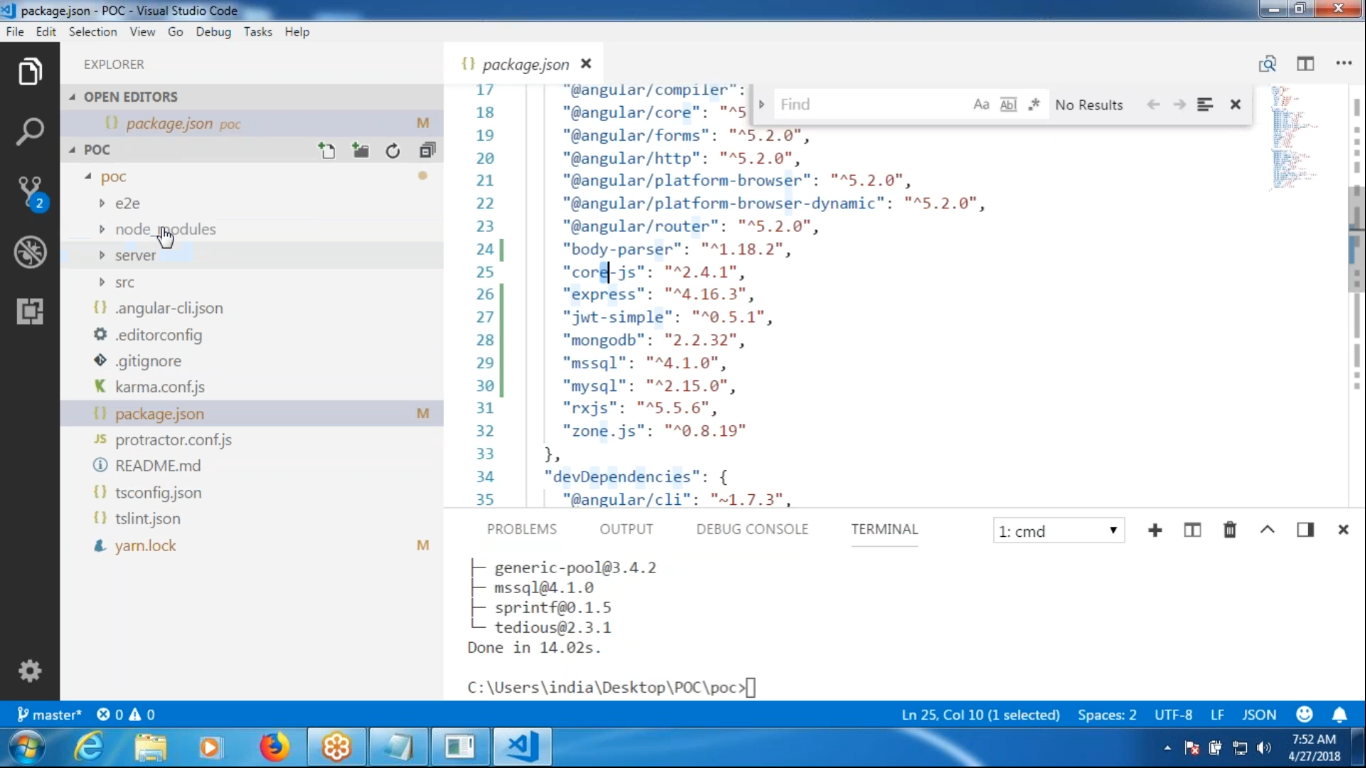 package.json - POC - Visual Studio Code
File Edit Selection View Go Debug Tasks Help
EXPLORER
OPEN EDITORS
{} package.json poc M
POC
poc
e2e
node_modules
server
src
{} .angular-cli.json
.editorconfig
.gitignore
K karma.conf.js
{} package.json M
JS protractor.conf.js
README.md
tsconfig.json
tslint.json
yarn.lock M
2
{} package.json
Find Aa Abl .* No Results
17 "@angular/compiler":
18 "@angular/core": "^5
19 "@angular/forms": "^5.2.0",
20 "@angular/http": "^5.2.0",
21 "@angular/platform-browser": "^5.2.0",
22 "@angular/platform-browser-dynamic": "^5.2.0",
23 "@angular/router": "^5.2.0",
24 "body-parser": "^1.18.2",
25 "core-js": "^2.4.1",
26 "express": "^4.16.3",
27 "jwt-simple": "^0.5.1",
28 "mongodb": "2.2.32",
29 "mssql": "^4.1.0",
30 "mysql": "^2.15.0",
31 "rxjs": "^5.5.6",
32 "zone.js": "^0.8.19"
33 },
34 "devDependencies": {
35 "@angular/cli": "~1.7.3",
PROBLEMS OUTPUT DEBUG CONSOLE TERMINAL 1: cmd
├─ generic-pool@3.4.2
├─ mssql@4.1.0
├─ sprintf@0.1.5
└─ tedious@2.3.1
Done in 14.02s.
C:\Users\india\Desktop\POC\poc>
master* 0 0 Ln 25, Col 10 (1 selected) Spaces: 2 UTF-8 LF JSON
7:52 AM
4/27/2018